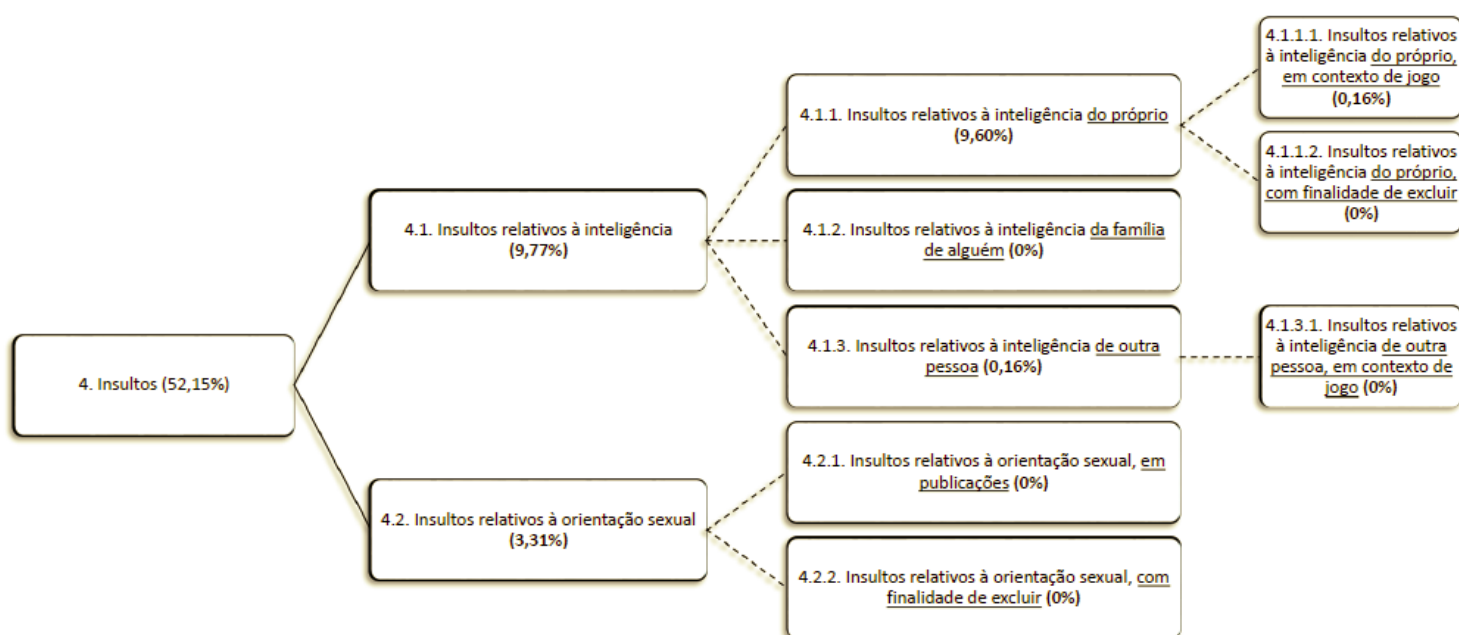 4. Insultos (52,15%)
4.1. Insultos relativos à inteligência
(9,77%)
4.1.1. Insultos relativos à inteligência do próprio
(9,60%)
4.1.1.1. Insultos relativos
à inteligência do próprio,
em contexto de jogo
(0,16%)
4.1.1.2. Insultos relativos
à inteligência do próprio,
com finalidade de excluir
(0%)
4.1.2. Insultos relativos à inteligência da família
de alguém (0%)
4.1.3. Insultos relativos à inteligência de outra
pessoa (0,16%)
4.1.3.1. Insultos relativos
à inteligência de outra
pessoa, em contexto de
jogo (0%)
4.2. Insultos relativos à orientação sexual
(3,31%)
4.2.1. Insultos relativos à orientação sexual, em
publicações (0%)
4.2.2. Insultos relativos à orientação sexual, com
finalidade de excluir (0%)